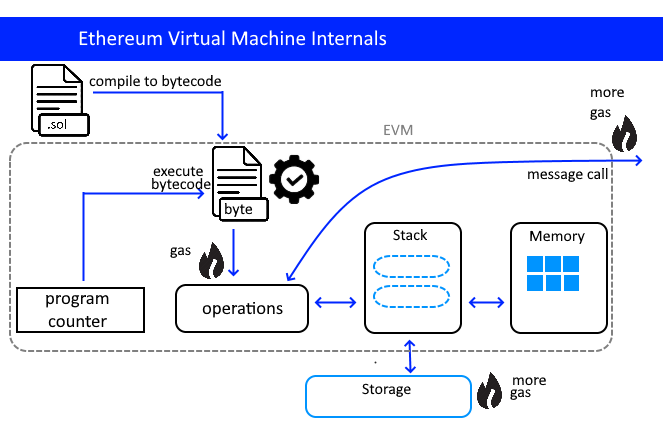 Ethereum Virtual Machine Internals
compile to bytecode
.sol
more
gas
EVM
message call
execute
bytecode
byte
gas
Stack
Memory
program
counter
operations
Storage
more
gas